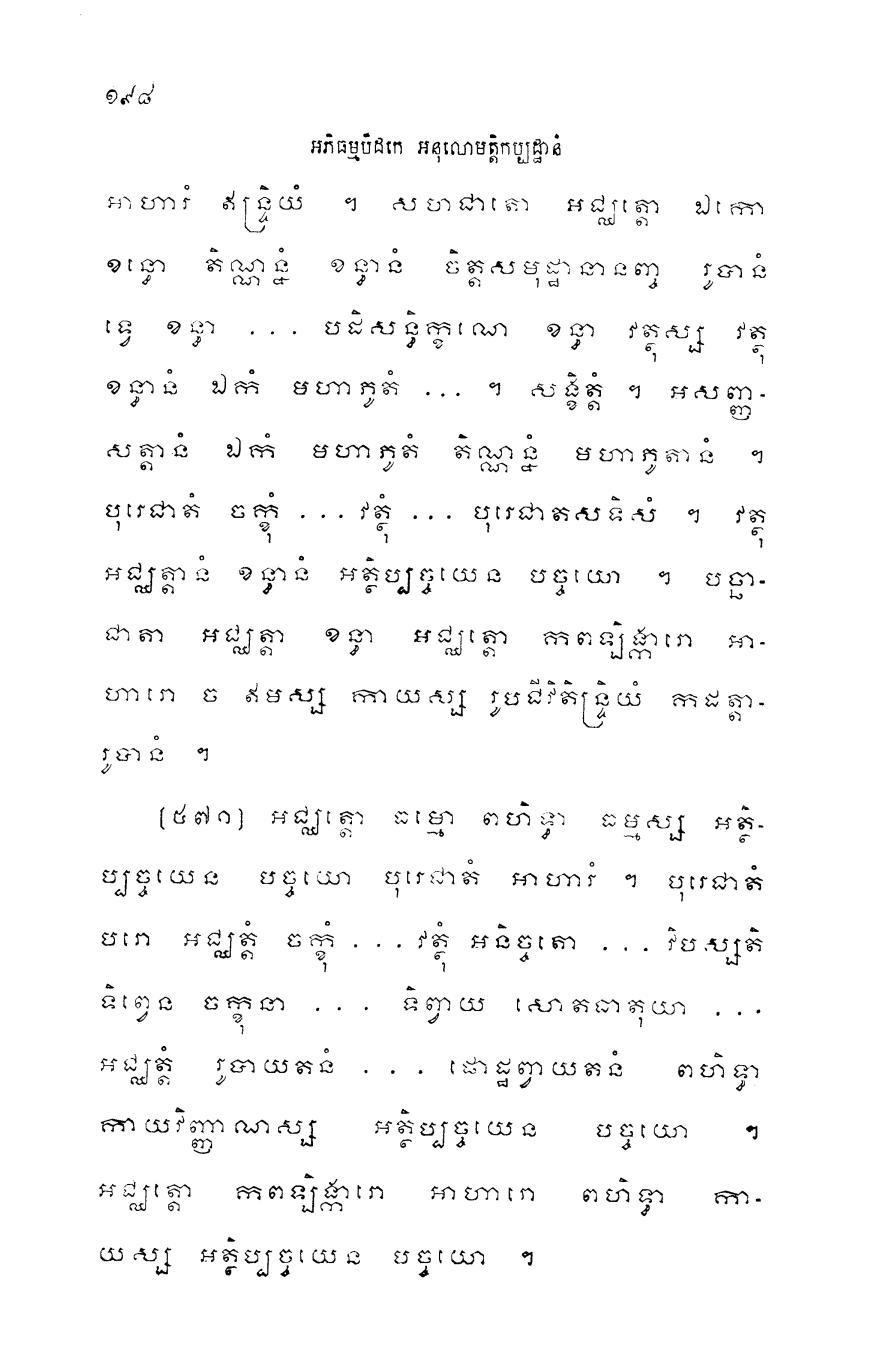 ១៩៨
អភិធម្មបិដកេ អនុលោមត្តិកប្បដ្ឋានំ
អាហារំ ឥន្ទ្រិយំ ។ សហជាតោ អជ្ឈត្តោ ឯកោ
ខន្ធោ តិណ្ណន្នំ ខន្ធានំ ចិត្តសមុដ្ឋានានញ្ច រូបានំ
ទ្វេ ខន្ធា ... បដិសន្ធិក្ខណេ ខន្ធា វត្ថុស្ស វត្ថុ
ខន្ធានំ ឯកំ មហាភូតំ ... ។ សង្ខិត្តំ ។ អសញ្ញ-
សត្តានំ ឯកំ មហាភូតំ តិណ្ណន្នំ មហាភូតានំ ។
បុរេជាតំ ចក្ខុំ ... វត្ថុំ ... បុរេជាតសទិសំ ។ វត្ថុ
អជ្ឈត្តានំ ខន្ធានំ អត្ថិប្បច្ចយេន បច្ចយោ ។ បច្ឆា-
ជាតា អជ្ឈត្តា ខន្ធា អជ្ឈត្តោ កពឡិង្ការោ អា-
ហារោ ច ឥមស្ស កាយស្ស រូបជីវិតិន្ទ្រិយំ កដត្តា-
រូបានំ ។
(៥៧១) អជ្ឈត្តោ ធម្មោ ពហិទ្ធា ធម្មស្ស អត្ថិ-
ប្បច្ចយេន បច្ចយោ បុរេជាតំ អាហារំ ។ បុរេជាតំ
បរោ អជ្ឈត្តំ ចក្ខុំ ... វត្ថុំ អនិច្ចតោ ... វិបស្សតិ
ទិព្វេន ចក្ខុនា ... ទិព្វាយ សោតធាតុយា ...
អជ្ឈត្តំ រូបាយតនំ ... ផោដ្ឋព្វាយតនំ ពហិទ្ធា
កាយវិញ្ញាណស្ស អត្ថិប្បច្ចយេន បច្ចយោ ។
អជ្ឈត្តោ កពឡិង្ការោ អាហារោ ពហិទ្ធា កា-
យស្ស អត្ថិប្បច្ចយេន បច្ចយោ ។